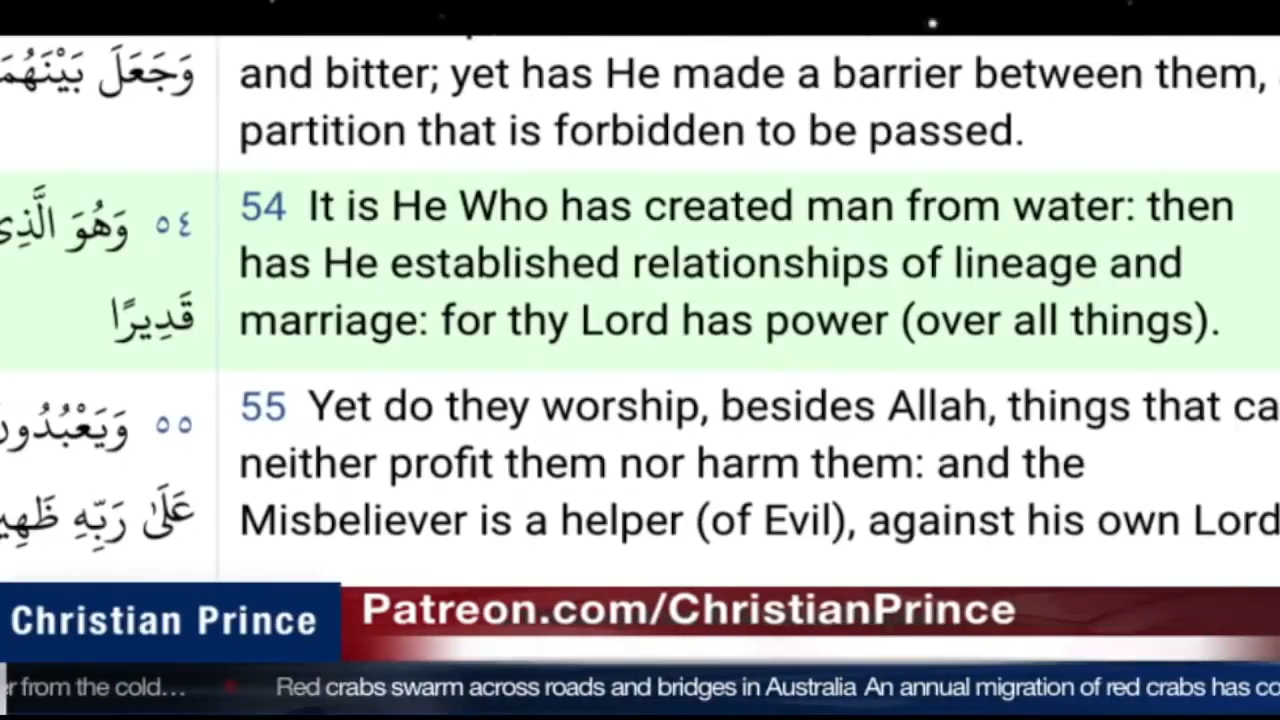 وَجَعَلَ بَيْنَهُمَا
and bitter; yet has He made a barrier between them,
partition that is forbidden to be passed.
٥٤ وَهُوَ الَّذِي
قَدِيرًا
54 It is He Who has created man from water: then
has He established relationships of lineage and
marriage: for thy Lord has power (over all things).
٥٥ وَيَعْبُدُونَ
عَلَىٰ رَبِّهِ
55 Yet do they worship, besides Allah, things that ca
neither profit them nor harm them: and the
Misbeliever is a helper (of Evil), against his own Lord
Christian Prince
Patreon.com/ChristianPrince
r from the cold... Red crabs swarm across roads and bridges in Australia An annual migration of red crabs has co